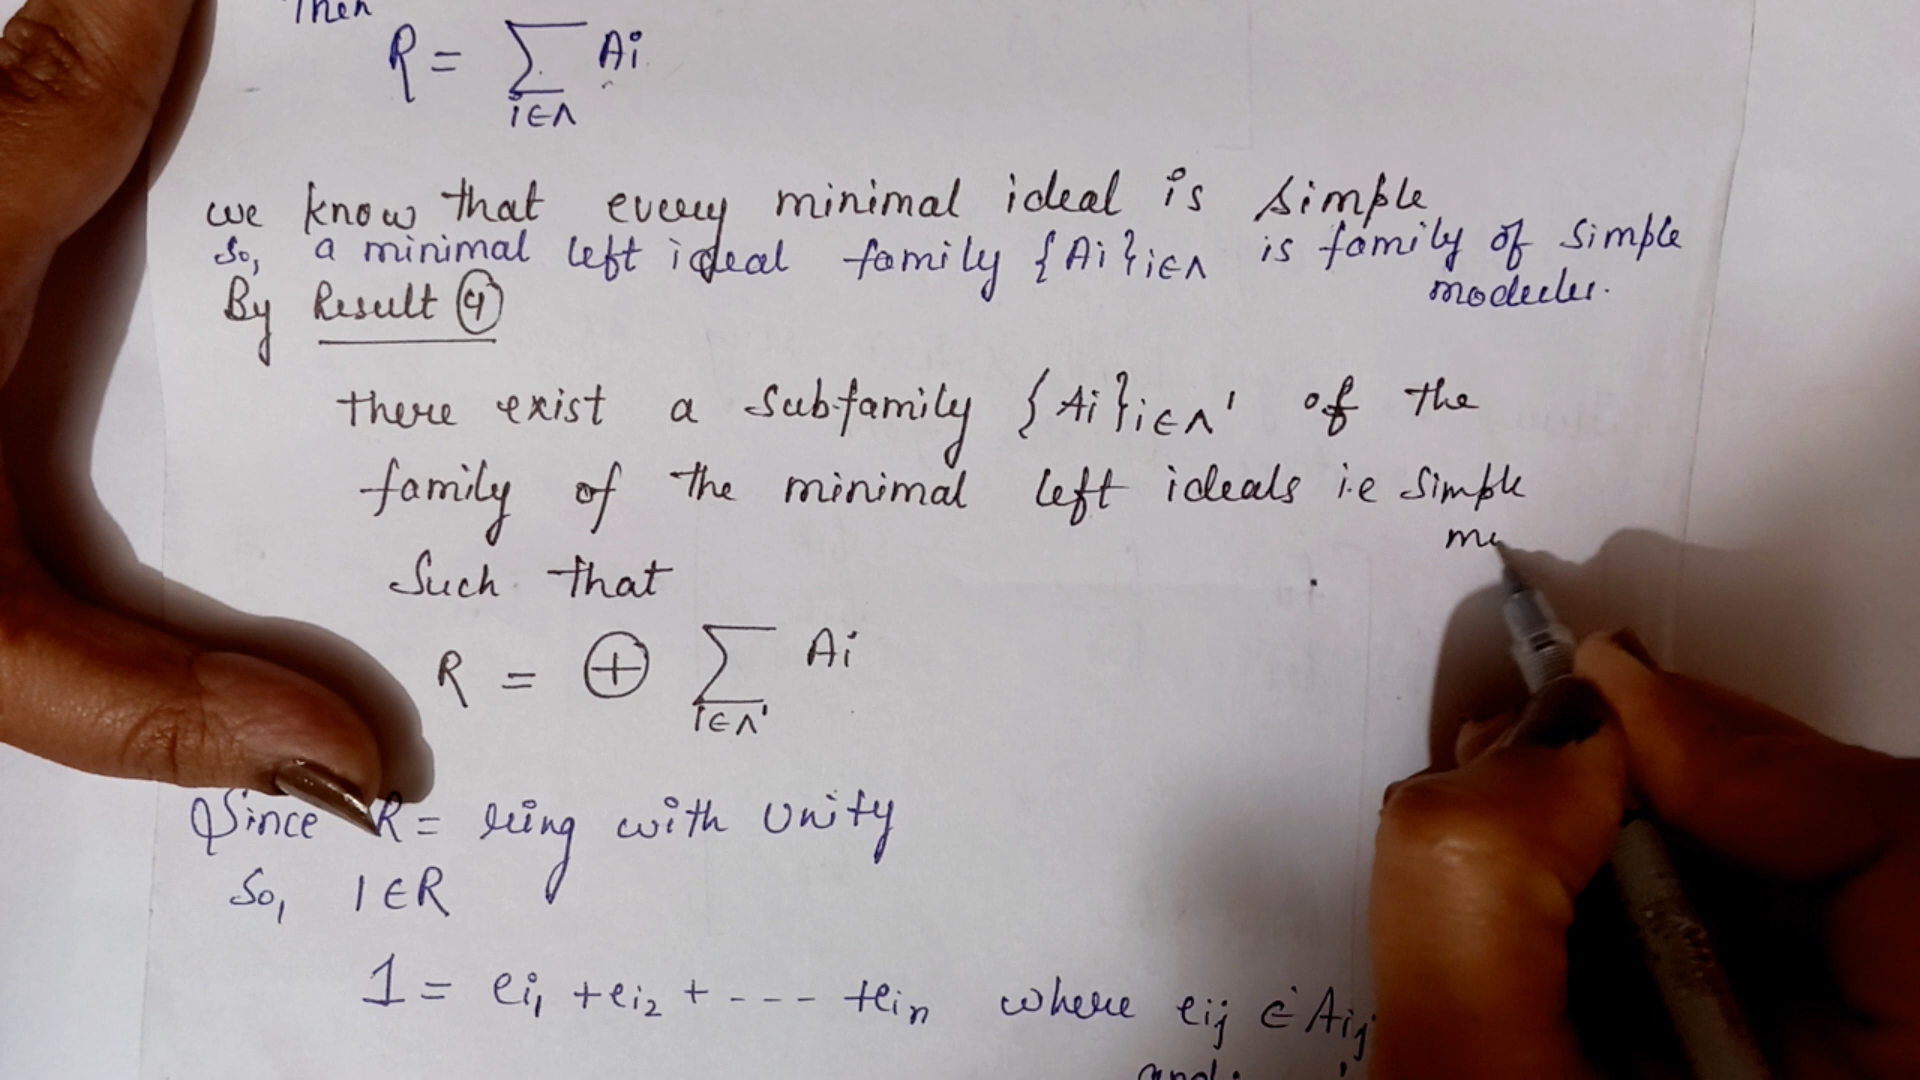 Then
R = ∑ Ai
i∈Λ
we know that every minimal ideal is simple
So, a minimal left ideal family {Ai}i∈Λ is family of simple
modules.
By Result ④
there exist a subfamily {Ai}i∈Λ' of the
family of the minimal left ideals i.e simple
Such that
R = ⊕ ∑ Ai
i∈Λ'
Since R = ring with Unity
So, 1∈R
1 = ei1 + ei2 + ---- + ein where eij ∈ Aij
and